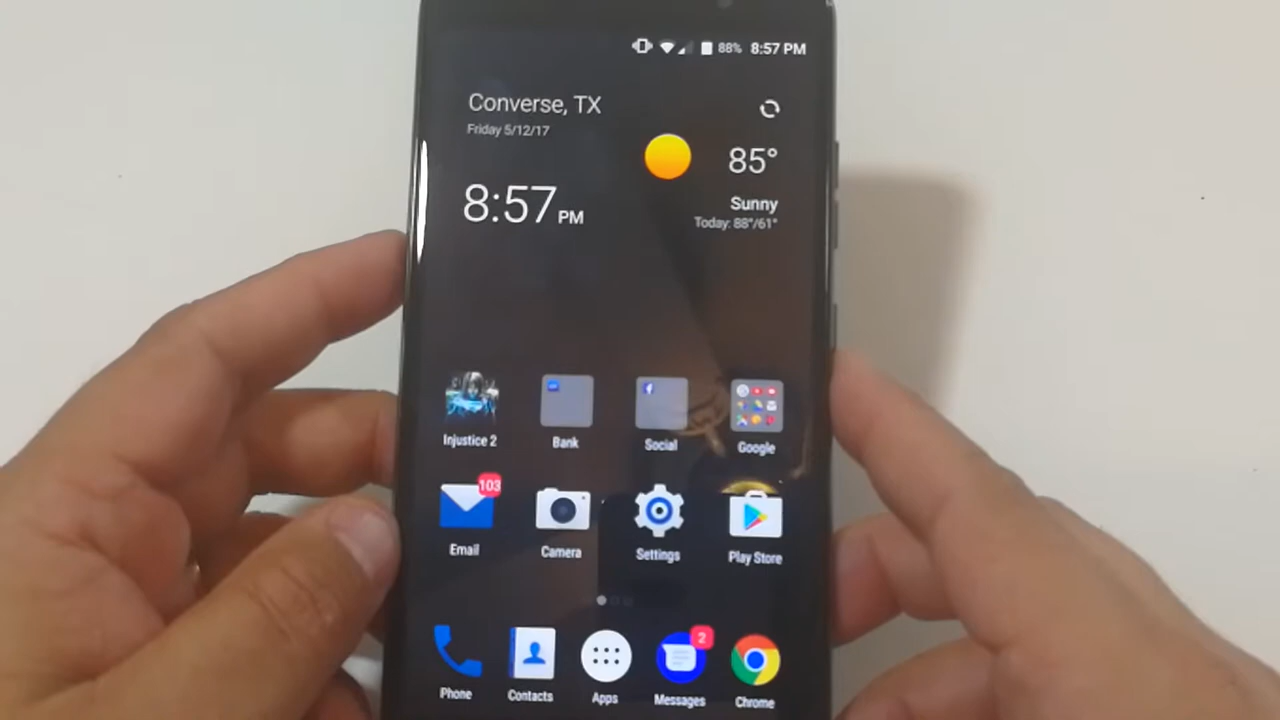 88% 8:57 PM
Converse, TX
Friday 5/12/17
85°
8:57 PM
Sunny
Today: 88°/61°
Injustice 2 Bank Social Google
103
Email Camera Settings Play Store
2
Phone Contacts Apps Messages Chrome